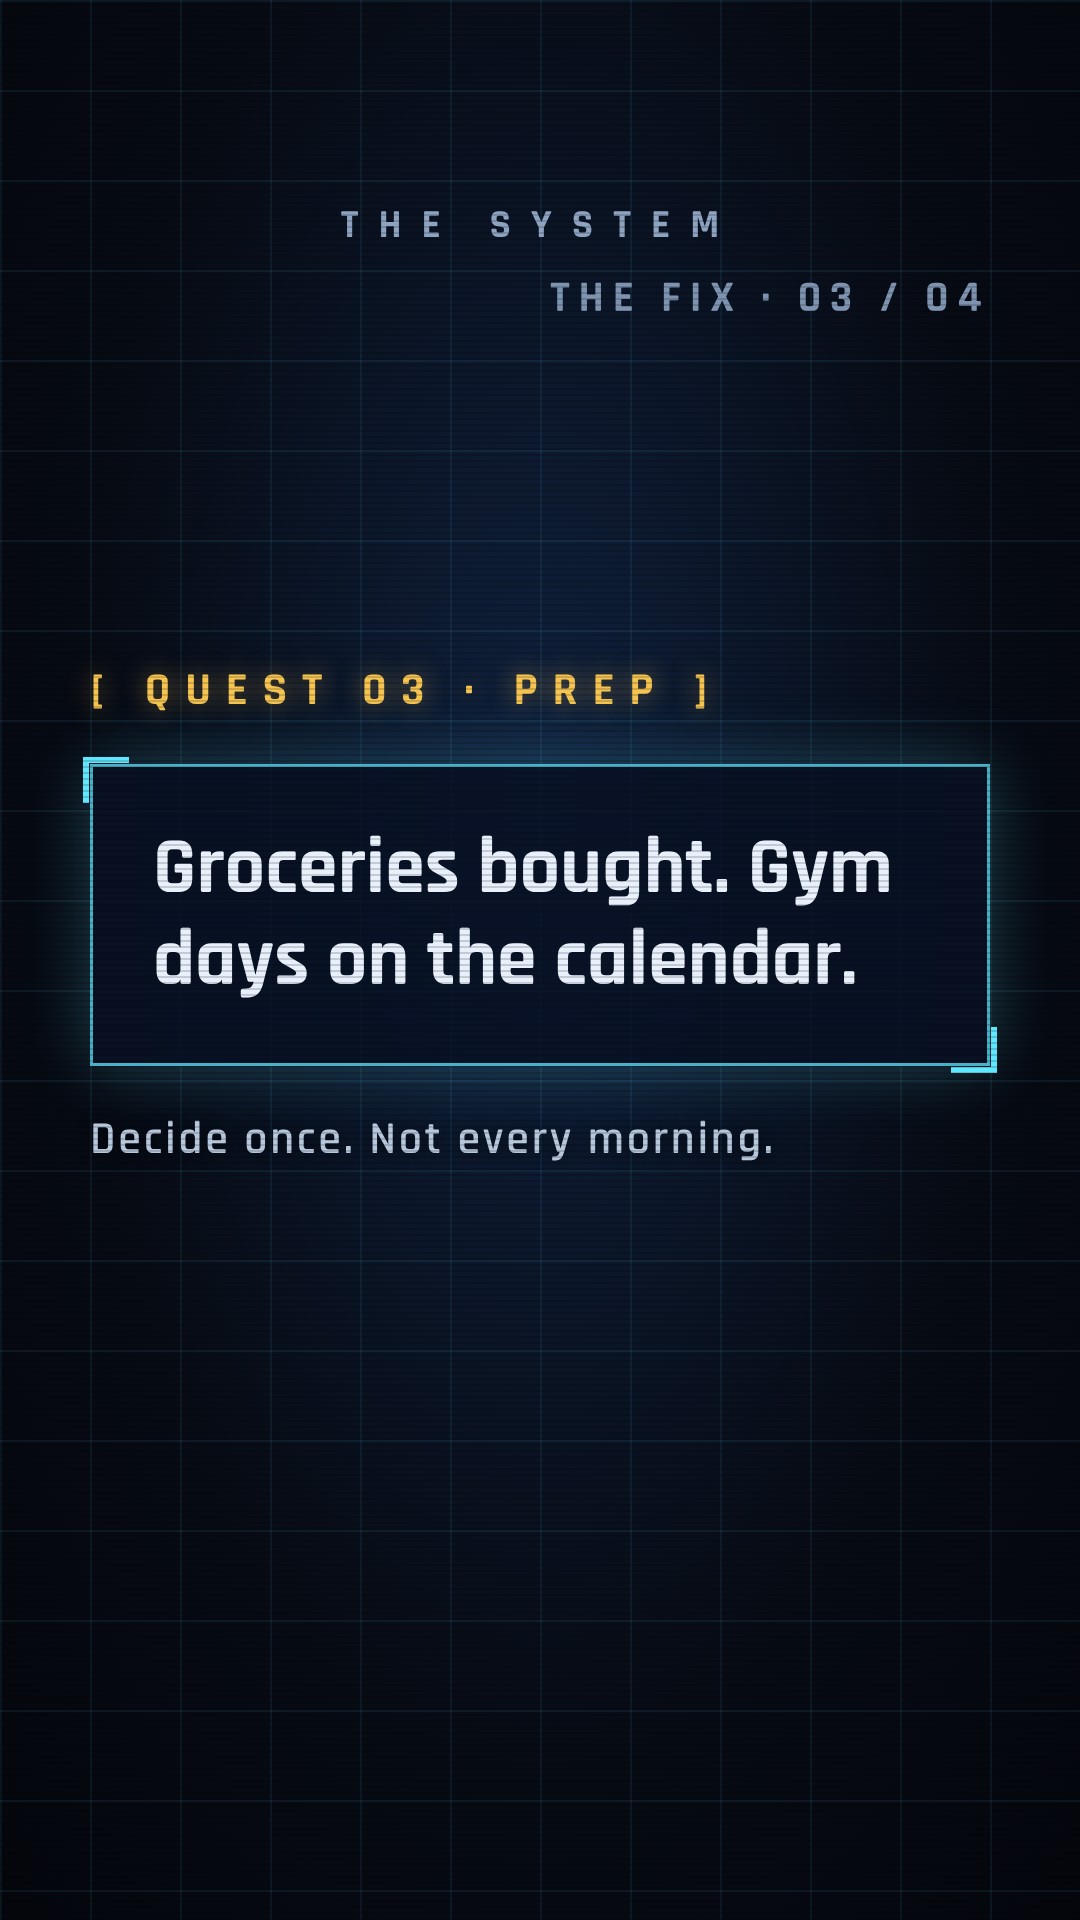 THE SYSTEM
THE FIX · 03 / 04
[ QUEST 03 · PREP ]
Groceries bought. Gym
days on the calendar.
Decide once. Not every morning.